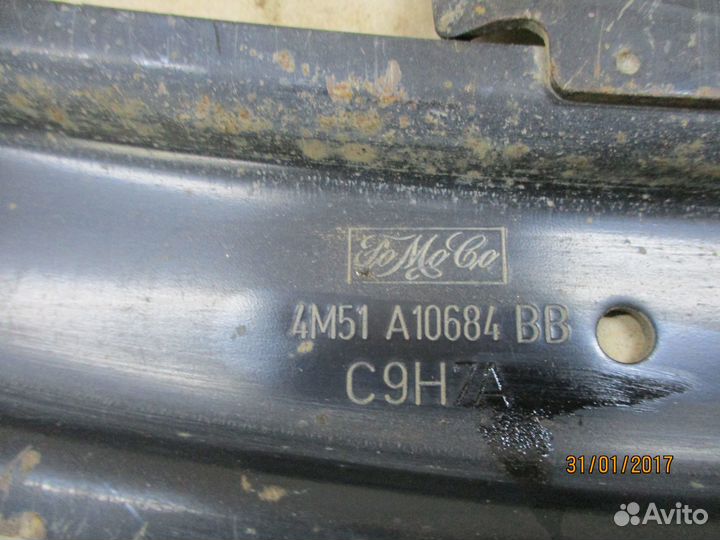 FoMoCo
4M51 A10684 BB
C9H7A
31/01/2017
Avito